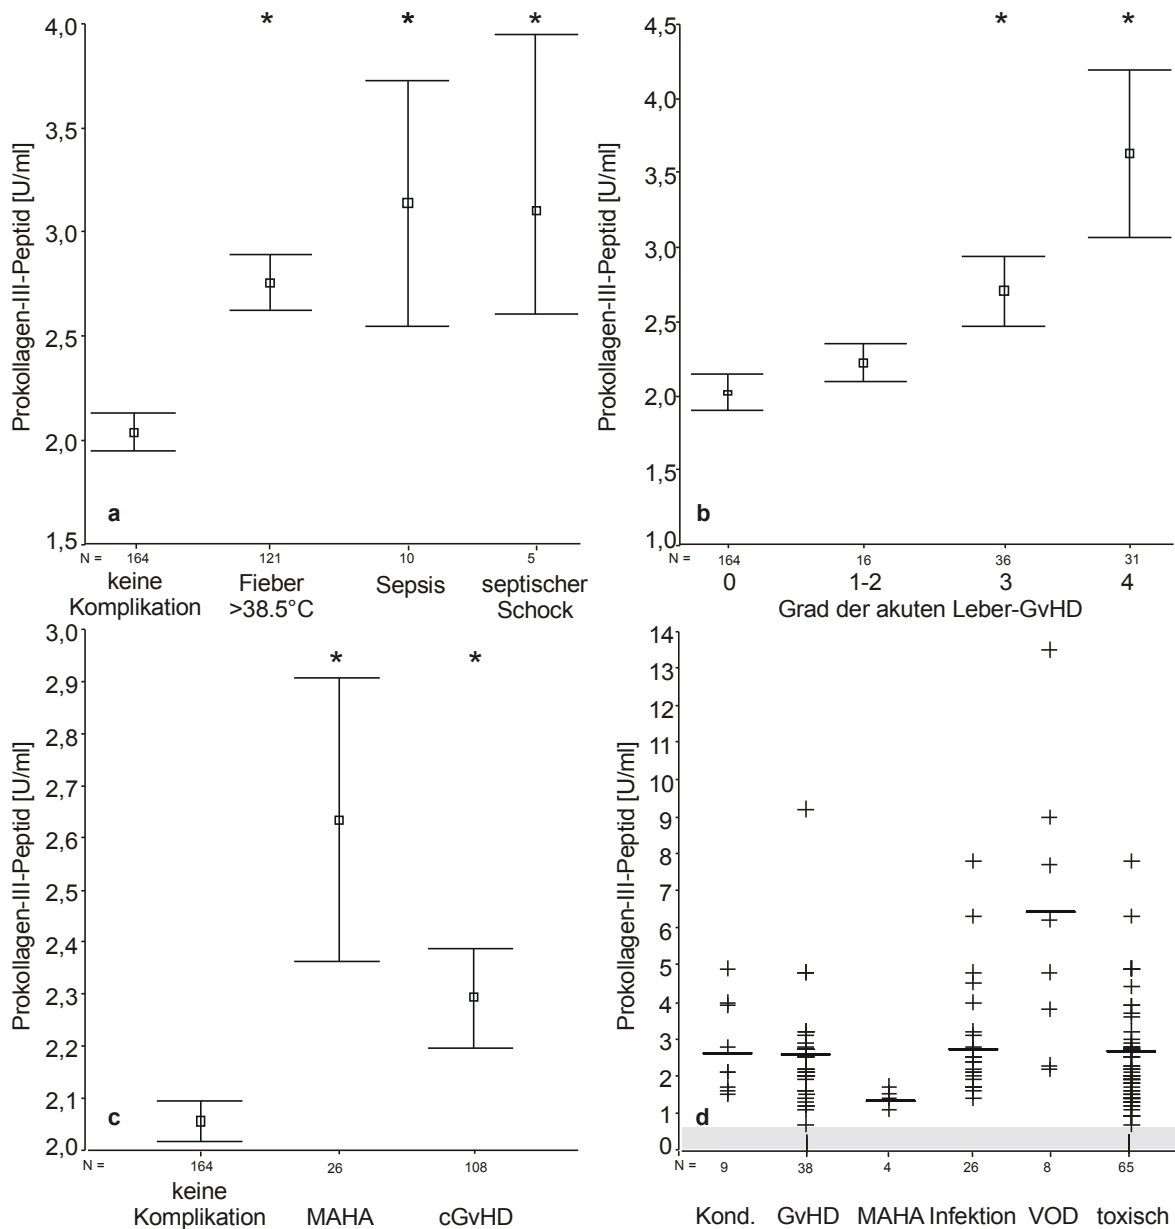 * * *
4,0
3,5
3,0
2,5
2,0
1,5
Prokollagen-III-Peptid [U/ml]
a
N = 164 121 10 5
keine Fieber Sepsis septischer
Komplikation >38.5°C Schock
* *
4,5
4,0
3,5
3,0
2,5
2,0
1,5
1,0
Prokollagen-III-Peptid [U/ml]
b
N = 164 16 36 31
0 1-2 3 4
Grad der akuten Leber-GvHD
3,0
* *
2,9
2,8
2,7
2,6
2,5
2,4
2,3
2,2
2,1
2,0
Prokollagen-III-Peptid [U/ml]
c
N = 164 26 108
keine
Komplikation MAHA cGvHD
14
13
12
11
10
9
8
7
6
5
4
3
2
1
0
Prokollagen-III-Peptid [U/ml]
d
N = 9 38 4 26 8 65
Kond. GvHD MAHA Infektion VOD toxisch